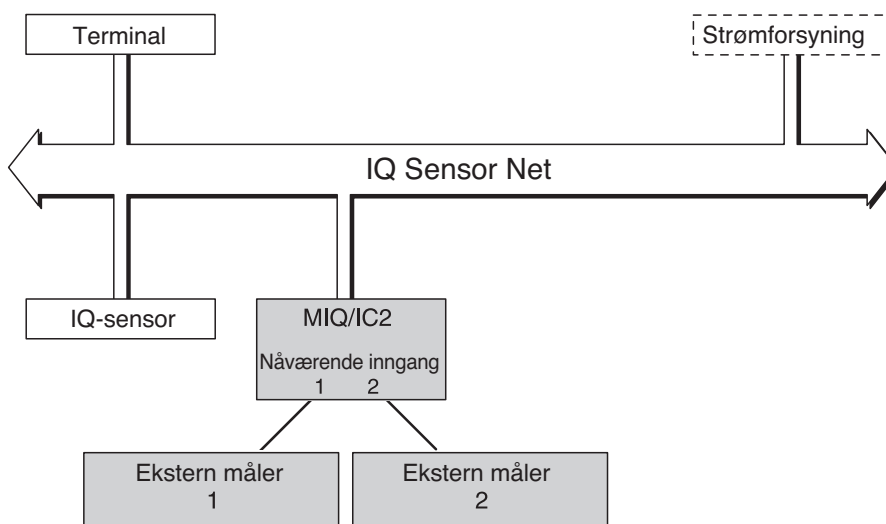 Terminal
Strømforsyning
IQ Sensor Net
IQ-sensor
MIQ/IC2
Nåværende inngang
1 2
Ekstern måler
1
Ekstern måler
2